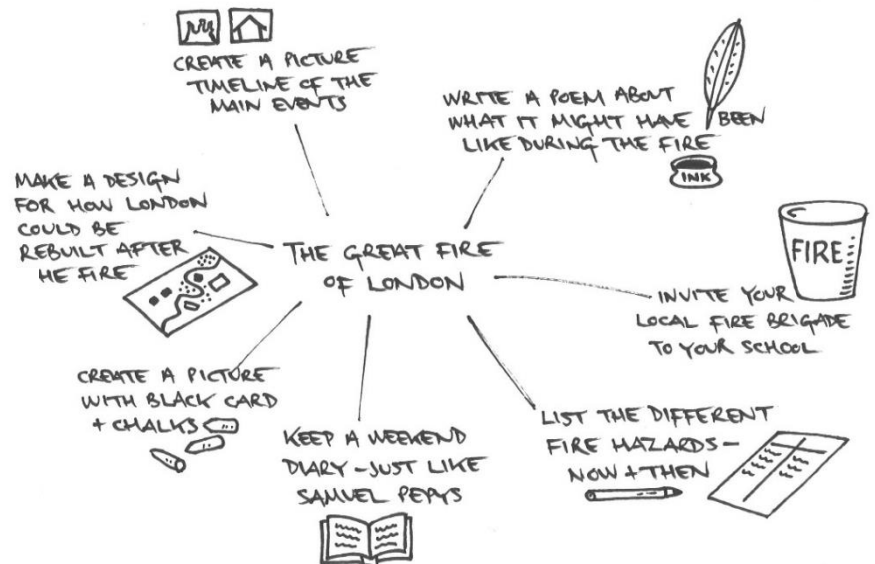 CREATE A PICTURE
TIMELINE OF THE
MAIN EVENTS
WRITE A POEM ABOUT
WHAT IT MIGHT HAVE BEEN
LIKE DURING THE FIRE
INK
MAKE A DESIGN
FOR HOW LONDON
COULD BE
REBUILT AFTER
HE FIRE
THE GREAT FIRE
OF LONDON
FIRE
INVITE YOUR
LOCAL FIRE BRIGADE
TO YOUR SCHOOL
CREATE A PICTURE
WITH BLACK CARD
+ CHALKS
KEEP A WEEKEND
DIARY - JUST LIKE
SAMUEL PEPYS
LIST THE DIFFERENT
FIRE HAZARDS -
NOW + THEN